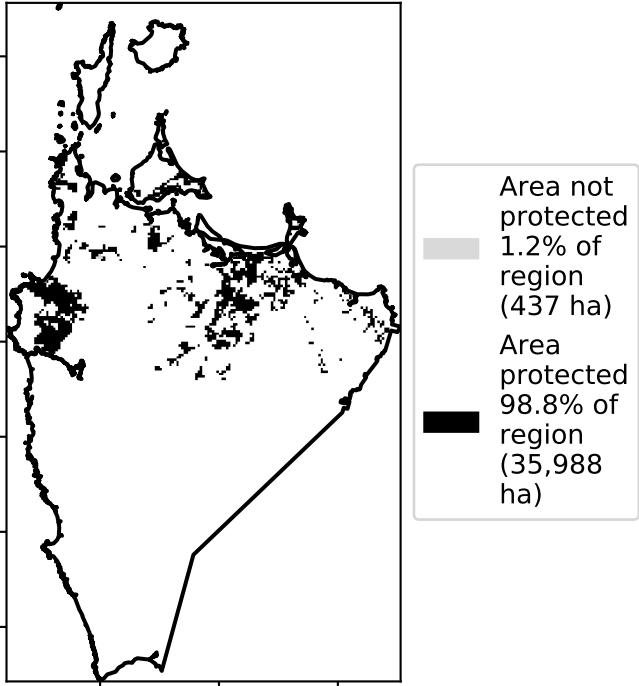 Area not
protected
1.2% of
region
(437 ha)
Area
protected
98.8% of
region
(35,988
ha)